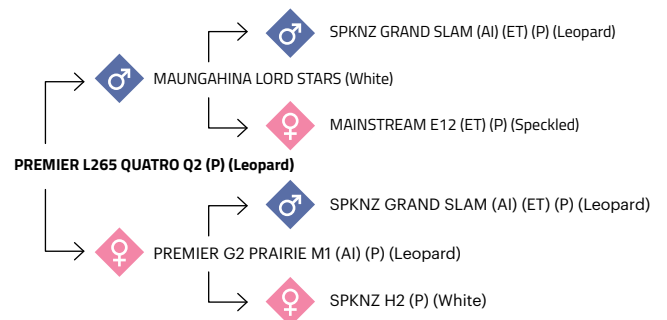 SPKNZ GRAND SLAM (AI) (ET) (P) (Leopard)
MAUNGAHINA LORD STARS (White)
MAINSTREAM E12 (ET) (P) (Speckled)
PREMIER L265 QUATRO Q2 (P) (Leopard)
SPKNZ GRAND SLAM (AI) (ET) (P) (Leopard)
PREMIER G2 PRAIRIE M1 (AI) (P) (Leopard)
SPKNZ H2 (P) (White)